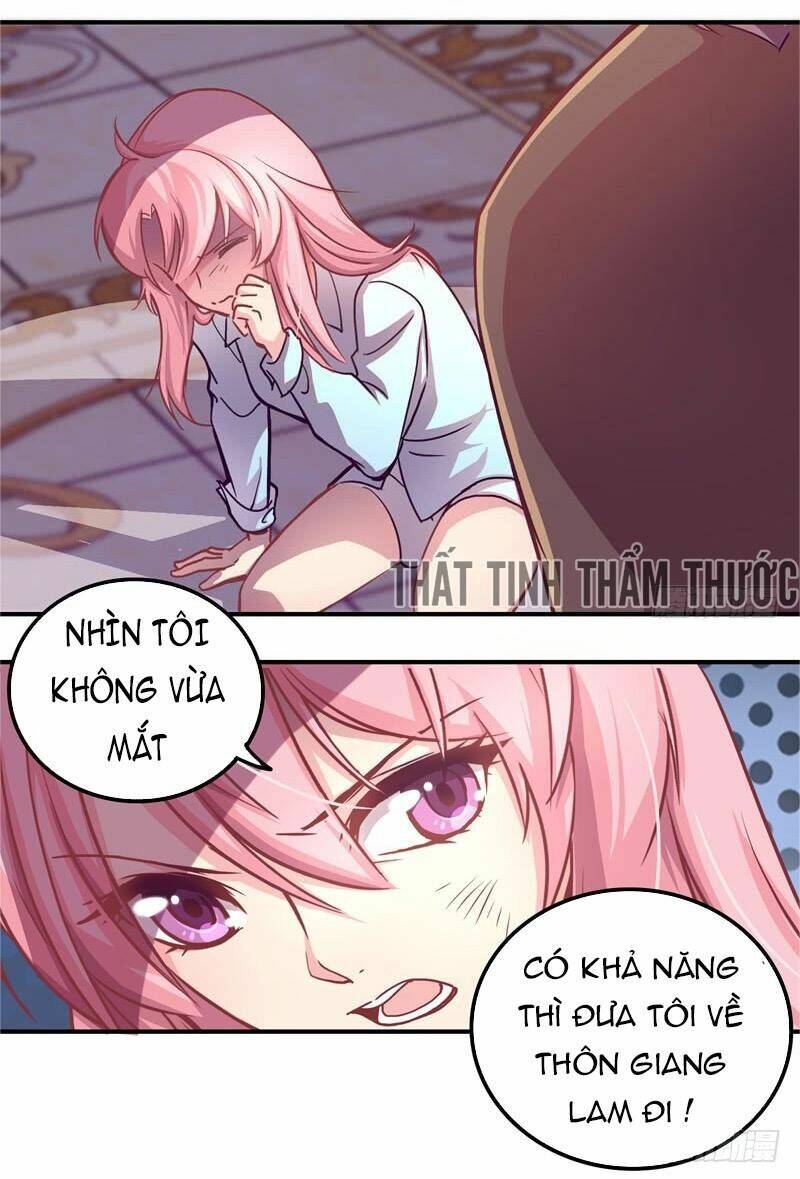 THẤT TINH THẨM THƯỚC
NHÌN TÔI
KHÔNG VỪA
MẮT
CÓ KHẢ NĂNG
THÌ ĐƯA TÔI VỀ
THÔN GIANG
LAM ĐI!